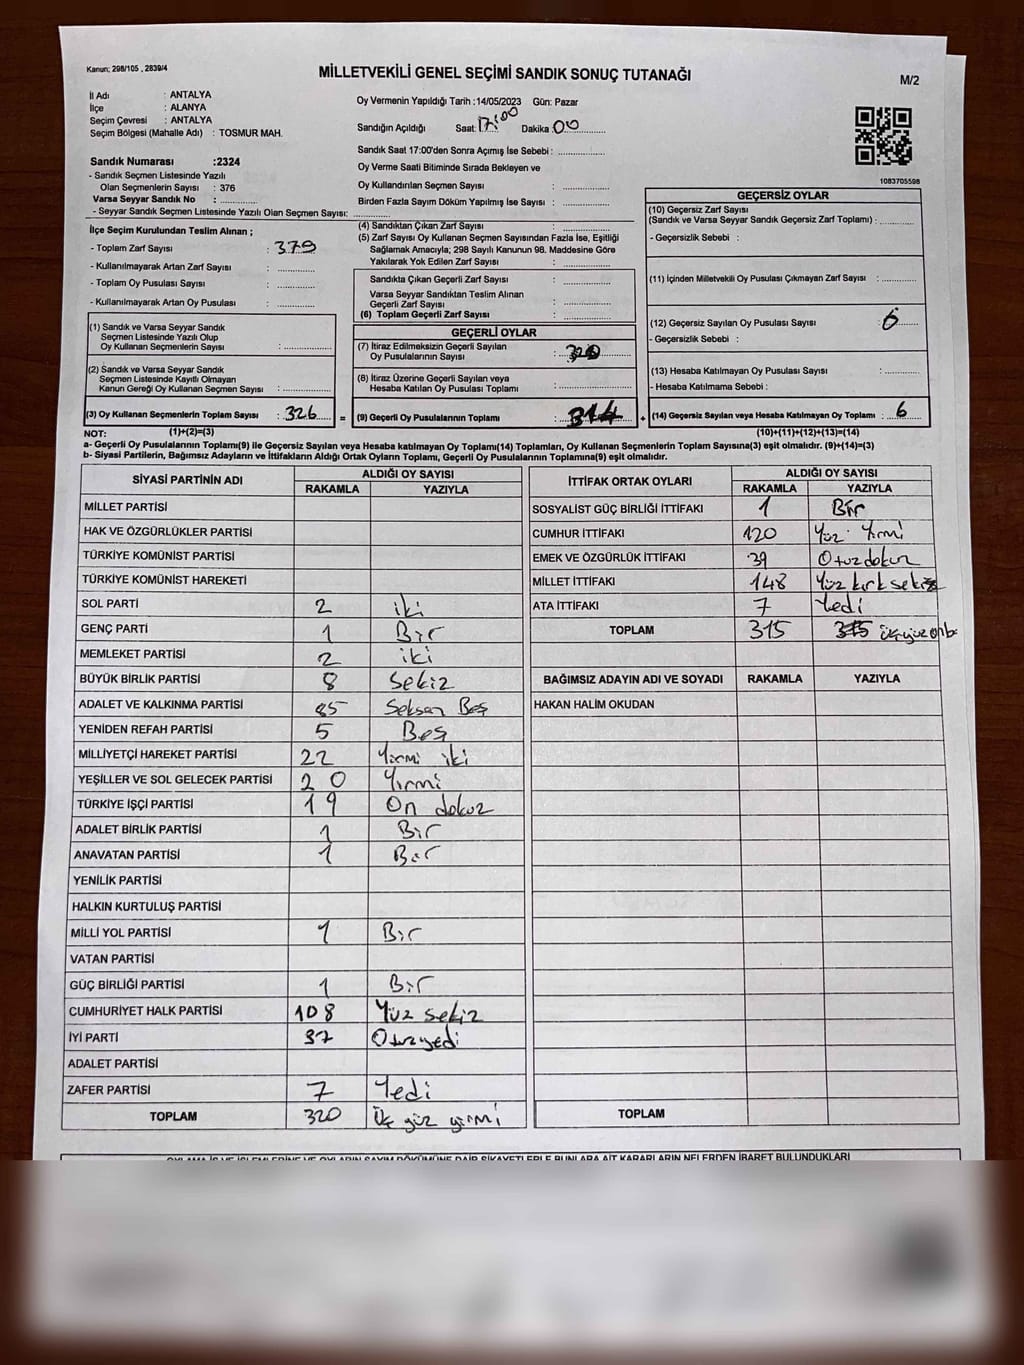 Kanun; 298/105 , 2839/4
MİLLETVEKİLİ GENEL SEÇİMİ SANDIK SONUÇ TUTANAĞI
M/2
İl Adı : ANTALYA
İlçe : ALANYA
Seçim Çevresi : ANTALYA
Seçim Bölgesi (Mahalle Adı) : TOSMUR MAH.
Oy Vermenin Yapıldığı Tarih :14/05/2023 Gün: Pazar
Sandığın Açıldığı Saat: 17:00 Dakika 00
Sandık Saat 17:00'den Sonra Açımış İse Sebebi :
Oy Verme Saati Bitiminde Sırada Bekleyen ve
Oy Kullandırılan Seçmen Sayısı :
Birden Fazla Sayım Döküm Yapılmış İse Sayısı :
1083705598
Sandık Numarası :2324
- Sandık Seçmen Listesinde Yazılı
Olan Seçmenlerin Sayısı : 376
Varsa Seyyar Sandık No :
- Seyyar Sandık Seçmen Listesinde Yazılı Olan Seçmen Sayısı:
İlçe Seçim Kurulundan Teslim Alınan ;
- Toplam Zarf Sayısı : 379
- Kullanılmayarak Artan Zarf Sayısı :
- Toplam Oy Pusulası Sayısı :
- Kullanılmayarak Artan Oy Pusulası :
(4) Sandıktan Çıkan Zarf Sayısı :
(5) Zarf Sayısı Oy Kullanan Seçmen Sayısından Fazla İse, Eşitliği
Sağlamak Amacıyla; 298 Sayılı Kanunun 98. Maddesine Göre
Yakılarak Yok Edilen Zarf Sayısı :
Sandıkta Çıkan Geçerli Zarf Sayısı :
Varsa Seyyar Sandıktan Teslim Alınan
Geçerli Zarf Sayısı :
(6) Toplam Geçerli Zarf Sayısı :
GEÇERSİZ OYLAR
(10) Geçersiz Zarf Sayısı
(Sandık ve Varsa Seyyar Sandık Geçersiz Zarf Toplamı) :
- Geçersizlik Sebebi :
(11) İçinden Milletvekili Oy Pusulası Çıkmayan Zarf Sayısı :
(12) Geçersiz Sayılan Oy Pusulası Sayısı : 6
- Geçersizlik Sebebi :
(13) Hesaba Katılmayan Oy Pusulası Sayısı :
- Hesaba Katılmama Sebebi :
(14) Geçersiz Sayılan veya Hesaba Katılmayan Oy Toplamı : 6
(10)+(11)+(12)+(13)=(14)
(1) Sandık ve Varsa Seyyar Sandık
Seçmen Listesinde Yazılı Olup
Oy Kullanan Seçmenlerin Sayısı :
(2) Sandık ve Varsa Seyyar Sandık
Seçmen Listesinde Kayıtlı Olmayan
Kanun Gereği Oy Kullanan Seçmen Sayısı :
(3) Oy Kullanan Seçmenlerin Toplam Sayısı : 326 =
(1)+(2)=(3)
GEÇERLİ OYLAR
(7) İtiraz Edilmeksizin Geçerli Sayılan
Oy Pusulalarının Sayısı : 320
(8) İtiraz Üzerine Geçerli Sayılan veya
Hesaba Katılan Oy Pusulası Toplamı :
(9) Geçerli Oy Pusulalarının Toplamı : +
NOT:
a- Geçerli Oy Pusulalarının Toplamı(9) ile Geçersiz Sayılan veya Hesaba katılmayan Oy Toplamı(14) Toplamları, Oy Kullanan Seçmenlerin Toplam Sayısına(3) eşit olmalıdır. (9)+(14)=(3)
b- Siyasi Partilerin, Bağımsız Adayların ve İttifakların Aldığı Ortak Oyların Toplamı, Geçerli Oy Pusulalarının Toplamına(9) eşit olmalıdır.
SİYASİ PARTİNİN ADI ALDIĞI OY SAYISI
RAKAMLA YAZIYLA
MİLLET PARTİSİ
HAK VE ÖZGÜRLÜKLER PARTİSİ
TÜRKİYE KOMÜNİST PARTİSİ
TÜRKİYE KOMÜNİST HAREKETİ
SOL PARTİ 2 iki
GENÇ PARTİ 1 Bir
MEMLEKET PARTİSİ 2 iki
BÜYÜK BİRLİK PARTİSİ 8 Sekiz
ADALET VE KALKINMA PARTİSİ 85 Seksen Beş
YENİDEN REFAH PARTİSİ 5 Beş
MİLLİYETÇİ HAREKET PARTİSİ 22 Yirmi iki
YEŞİLLER VE SOL GELECEK PARTİSİ 20 Yirmi
TÜRKİYE İŞÇİ PARTİSİ 19 On dokuz
ADALET BİRLİK PARTİSİ 1 Bir
ANAVATAN PARTİSİ 1 Bir
YENİLİK PARTİSİ
HALKIN KURTULUŞ PARTİSİ
MİLLİ YOL PARTİSİ 1 Bir
VATAN PARTİSİ
GÜÇ BİRLİĞİ PARTİSİ 1 Bir
CUMHURİYET HALK PARTİSİ 108 Yüz sekiz
İYİ PARTİ 37 Otuzyedi
ADALET PARTİSİ
ZAFER PARTİSİ 7 Yedi
TOPLAM 320 Üç yüz yirmi
İTTİFAK ORTAK OYLARI ALDIĞI OY SAYISI
RAKAMLA YAZIYLA
SOSYALİST GÜÇ BİRLİĞİ İTTİFAKI 1 Bir
CUMHUR İTTİFAKI 120 Yüz Yirmi
EMEK VE ÖZGÜRLÜK İTTİFAKI 39 Otuzdokuz
MİLLET İTTİFAKI 148 Yüz kırk sekiz
ATA İTTİFAKI 7 Yedi
TOPLAM 315 315 üçyüzonb
BAĞIMSIZ ADAYIN ADI VE SOYADI RAKAMLA YAZIYLA
HAKAN HALİM OKUDAN
TOPLAM